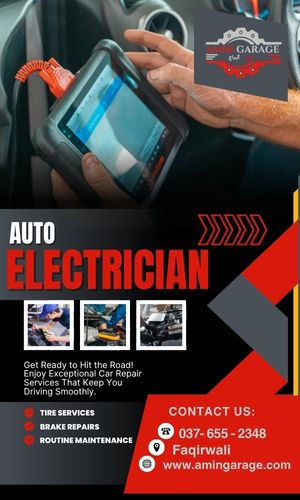 AMIN GARAGE
AUTO
ELECTRICIAN
Get Ready to Hit the Road!
Enjoy Exceptional Car Repair
Services That Keep You
Driving Smoothly.
TIRE SERVICES
BRAKE REPAIRS
ROUTINE MAINTENANCE
CONTACT US:
037- 655 - 2348
Faqirwali
www.amingarage.com